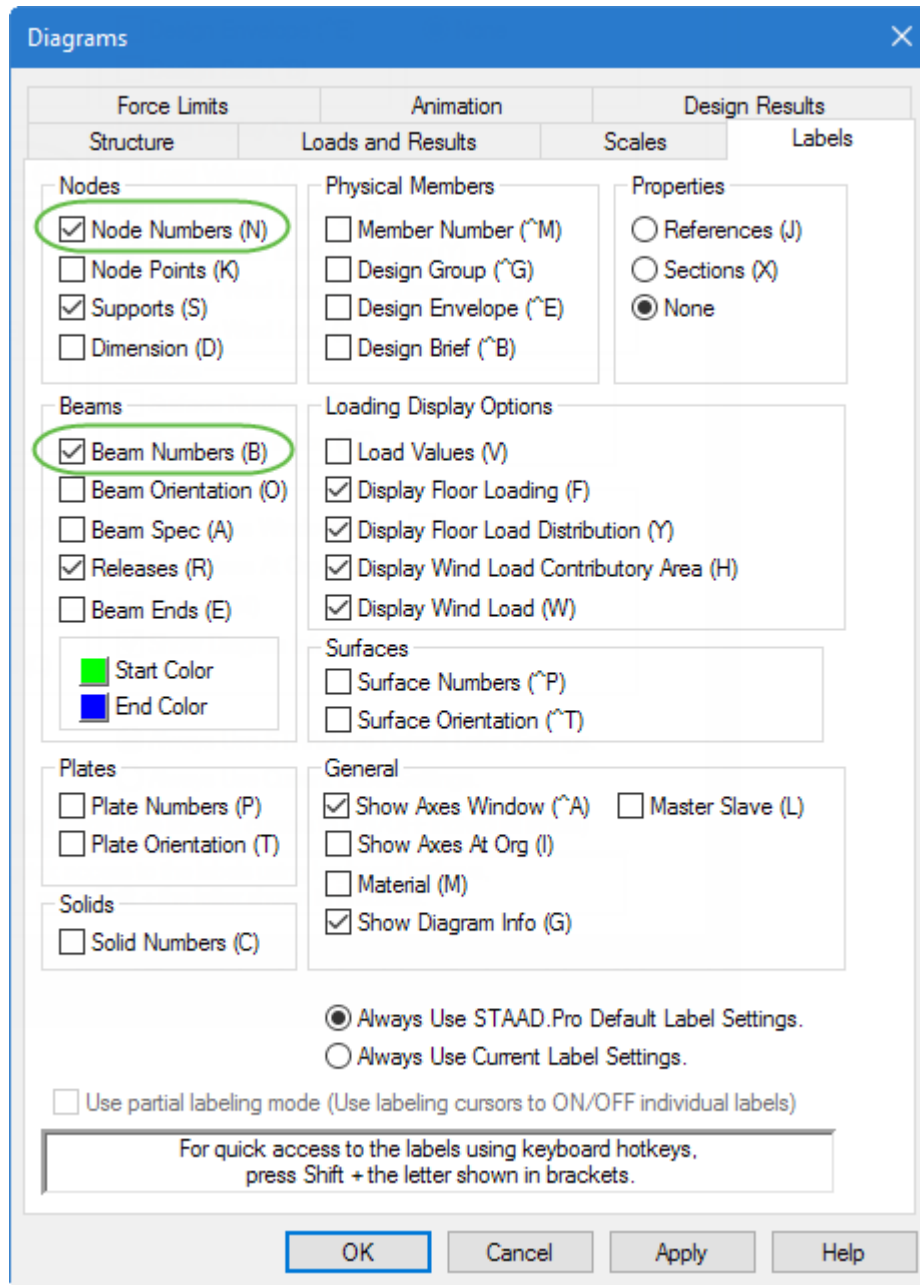 Diagrams
Force Limits
Animation
Design Results
Structure
Loads and Results
Scales
Labels
Nodes
Node Numbers (N)
Node Points (K)
Supports (S)
Dimension (D)
Physical Members
Member Number (^M)
Design Group (^G)
Design Envelope (^E)
Design Brief (^B)
Properties
References (J)
Sections (X)
None
Beams
Beam Numbers (B)
Beam Orientation (O)
Beam Spec (A)
Releases (R)
Beam Ends (E)
Start Color
End Color
Loading Display Options
Load Values (V)
Display Floor Loading (F)
Display Floor Load Distribution (Y)
Display Wind Load Contributory Area (H)
Display Wind Load (W)
Surfaces
Surface Numbers (^P)
Surface Orientation (^T)
Plates
Plate Numbers (P)
Plate Orientation (T)
Solids
Solid Numbers (C)
General
Show Axes Window (^A)
Master Slave (L)
Show Axes At Org (I)
Material (M)
Show Diagram Info (G)
Always Use STAAD.Pro Default Label Settings.
Always Use Current Label Settings.
Use partial labeling mode (Use labeling cursors to ON/OFF individual labels)
For quick access to the labels using keyboard hotkeys,
press Shift + the letter shown in brackets.
OK
Cancel
Apply
Help